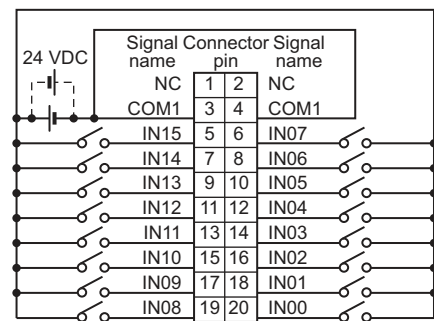 Signal Connector Signal
24 VDC name pin name
NC 1 2 NC
COM1 3 4 COM1
IN15 5 6 IN07
IN14 7 8 IN06
IN13 9 10 IN05
IN12 11 12 IN04
IN11 13 14 IN03
IN10 15 16 IN02
IN09 17 18 IN01
IN08 19 20 IN00